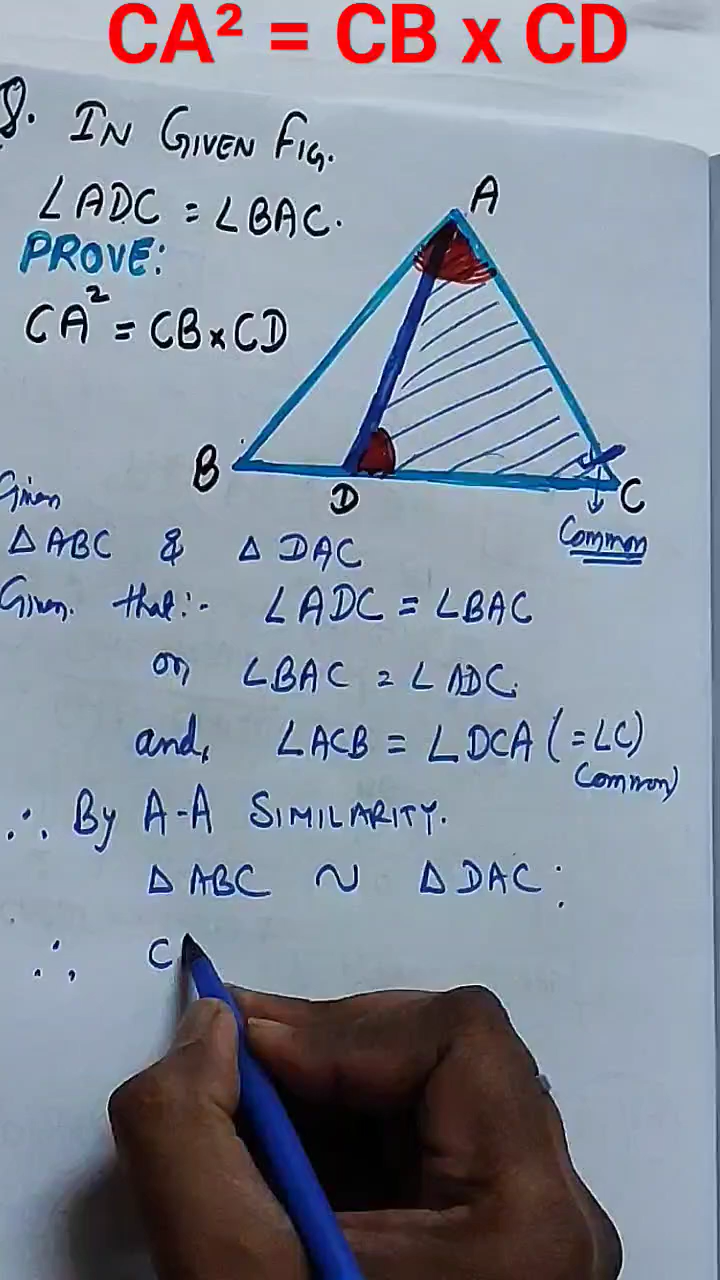 CA² = CB x CD
Q. IN GIVEN FIG.
∠ADC = ∠BAC.
PROVE:
CA² = CB×CD
A
B
D
C
Common
Given
△ ABC & △ DAC
Given that:- ∠ADC = ∠BAC
or ∠BAC = ∠ADC.
and, ∠ACB = ∠DCA (=∠C)
(common)
∴ By A-A SIMILARITY.
△ ABC ~ △ DAC:
∴, C